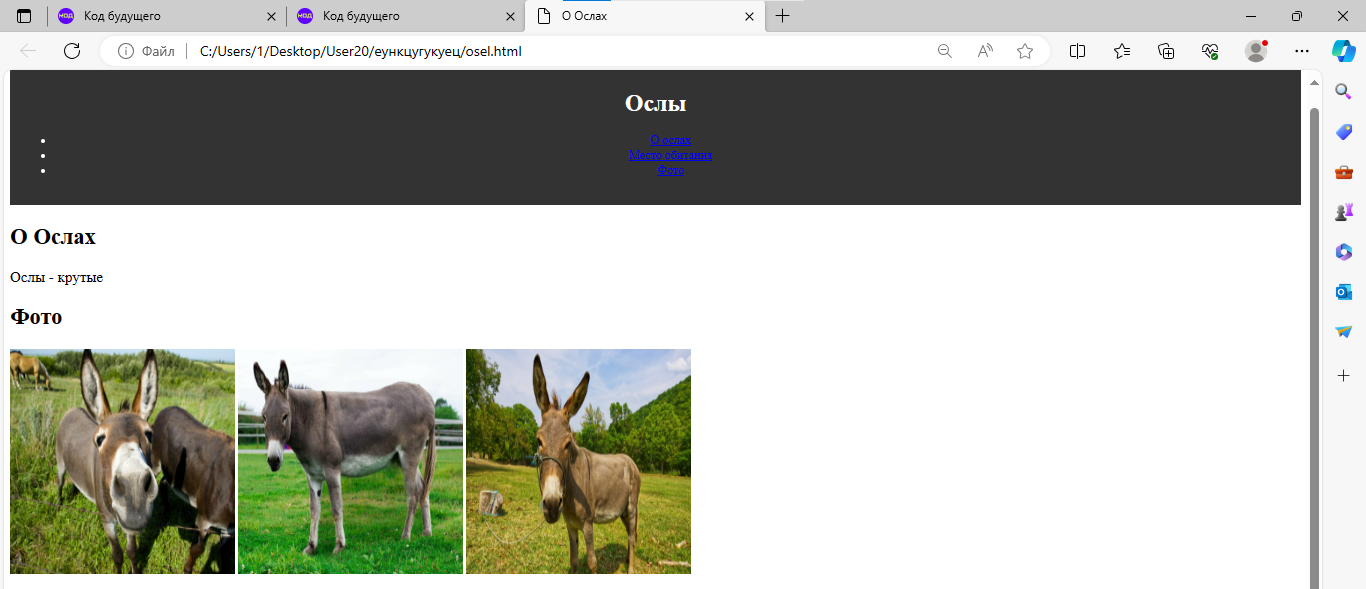 Код будущего
Код будущего
О Ослах
Файл
C:/Users/1/Desktop/User20/еункцугукуец/osel.html
Ослы
О ослах
Место обитания
Фото
О Ослах
Ослы - крутые
Фото